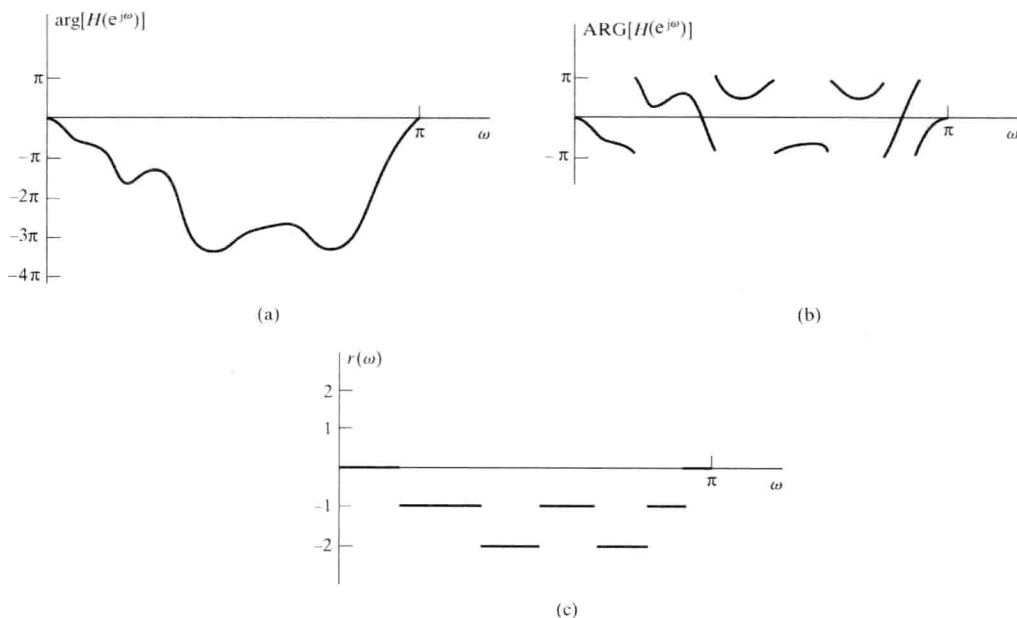 arg[H(e^{jω})]
π
π
ω
−π
−2π
−3π
−4π
(a)
ARG[H(e^{jω})]
π
π
ω
−π
(b)
r(ω)
2
1
π
ω
−1
−2
(c)